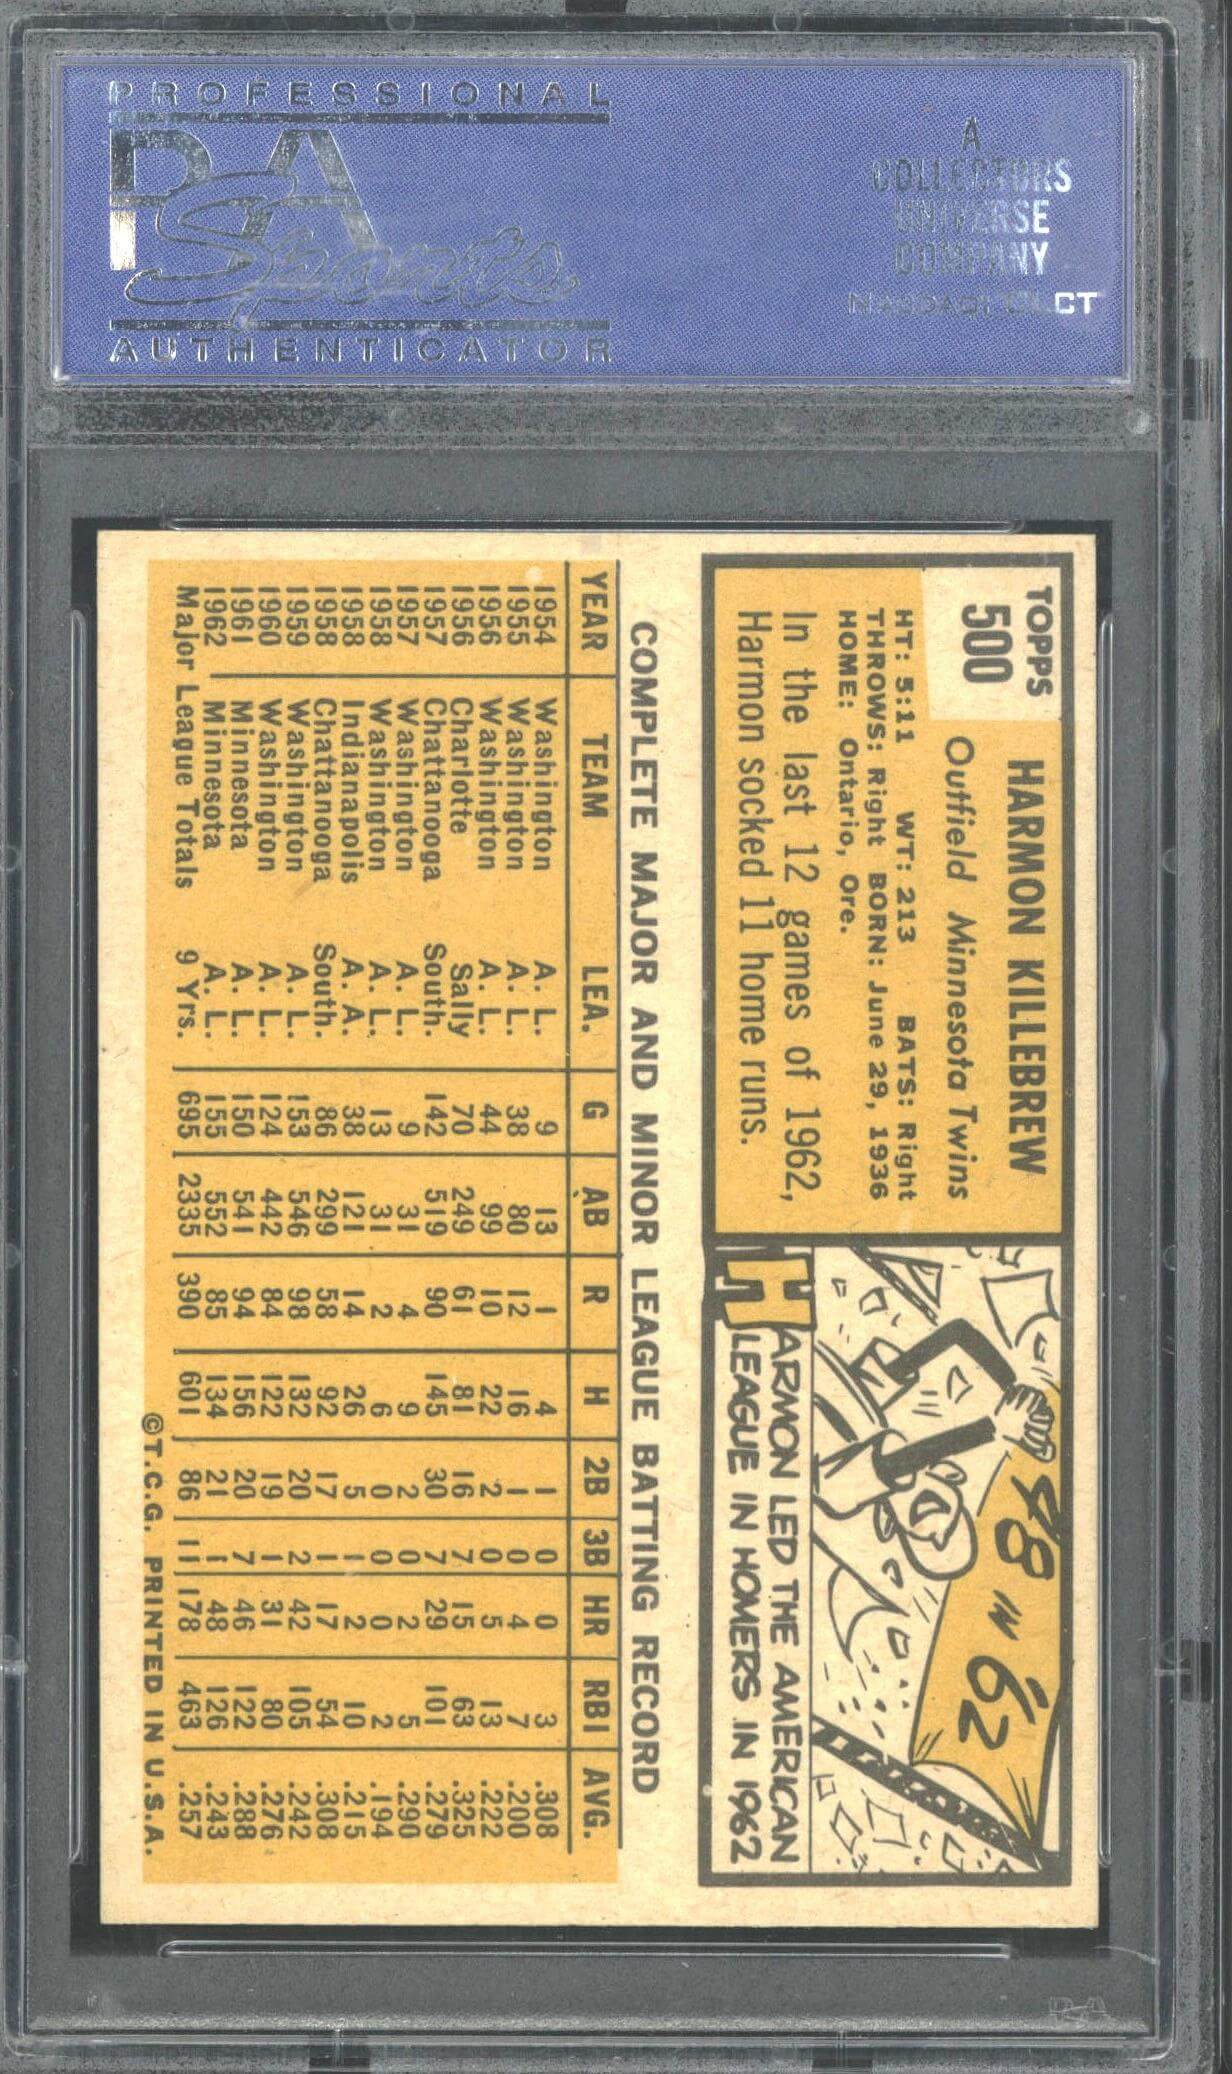 PROFESSIONAL
PSA
Sports
AUTHENTICATOR
A
COLLECTORS
UNIVERSE
COMPANY
NASDAQ: CLCT
TOPPS
500
HARMON KILLEBREW
Outfield Minnesota Twins
HT: 5:11 WT: 213 BATS: Right
THROWS: Right BORN: June 29, 1936
HOME: Ontario, Ore.
In the last 12 games of 1962,
Harmon socked 11 home runs.
48 IN '62
HARMON LED THE AMERICAN
LEAGUE IN HOMERS IN 1962
COMPLETE MAJOR AND MINOR LEAGUE BATTING RECORD
YEAR TEAM LEA. G AB R H 2B 3B HR RBI AVG.
1954 Washington A. L. 9 13 1 4 1 0 0 3 .308
1955 Washington A. L. 38 80 12 16 1 0 4 7 .200
1956 Washington A. L. 44 99 10 22 2 0 5 13 .222
1956 Charlotte Sally 70 249 61 81 16 7 15 63 .325
1957 Chattanooga South. 142 519 90 145 30 7 29 101 .279
1957 Washington A. L. 9 31 4 9 2 0 2 5 .290
1958 Washington A. L. 13 31 2 6 0 0 0 2 .194
1958 Indianapolis A. A. 38 121 14 26 5 1 2 10 .215
1958 Chattanooga South. 86 299 58 92 17 1 17 54 .308
1959 Washington A. L. 153 546 98 132 20 2 42 105 .242
1960 Washington A. L. 124 442 84 122 19 1 31 80 .276
1961 Minnesota A. L. 150 541 94 156 20 7 46 122 .288
1962 Minnesota A. L. 155 552 85 134 21 1 48 126 .243
Major League Totals 9 Yrs. 695 2335 390 601 86 11 178 463 .257
©T.C.G. PRINTED IN U.S.A.
PSA